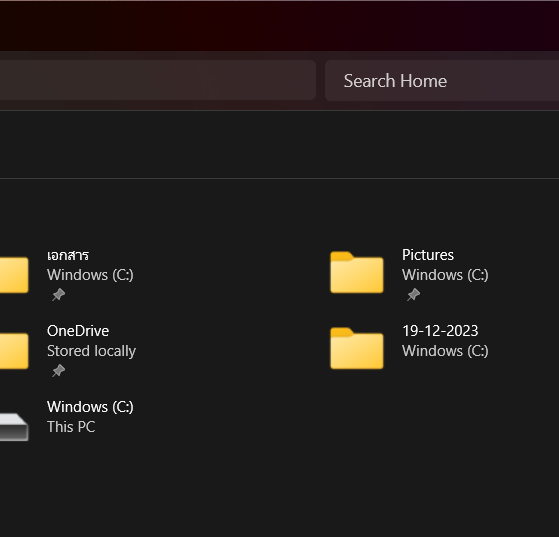 Search Home
เอกสาร
Windows (C:)
Pictures
Windows (C:)
OneDrive
Stored locally
19-12-2023
Windows (C:)
Windows (C:)
This PC